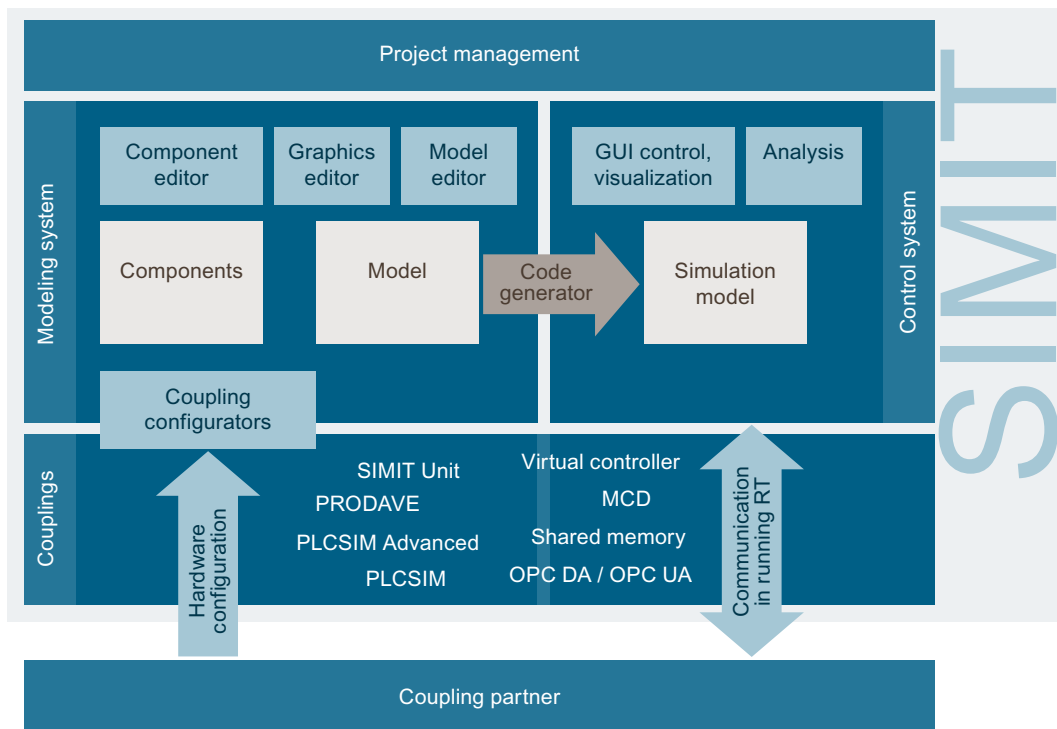 Project management
SIMIT
Modeling system
Component
editor
Graphics
editor
Model
editor
GUI control,
visualization
Analysis
Components
Model
Code
generator
Simulation
model
Control system
Coupling
configurators
Couplings
Hardware
configuration
SIMIT Unit
PRODAVE
PLCSIM Advanced
PLCSIM
Virtual controller
MCD
Shared memory
OPC DA / OPC UA
Communication
in running RT
Coupling partner